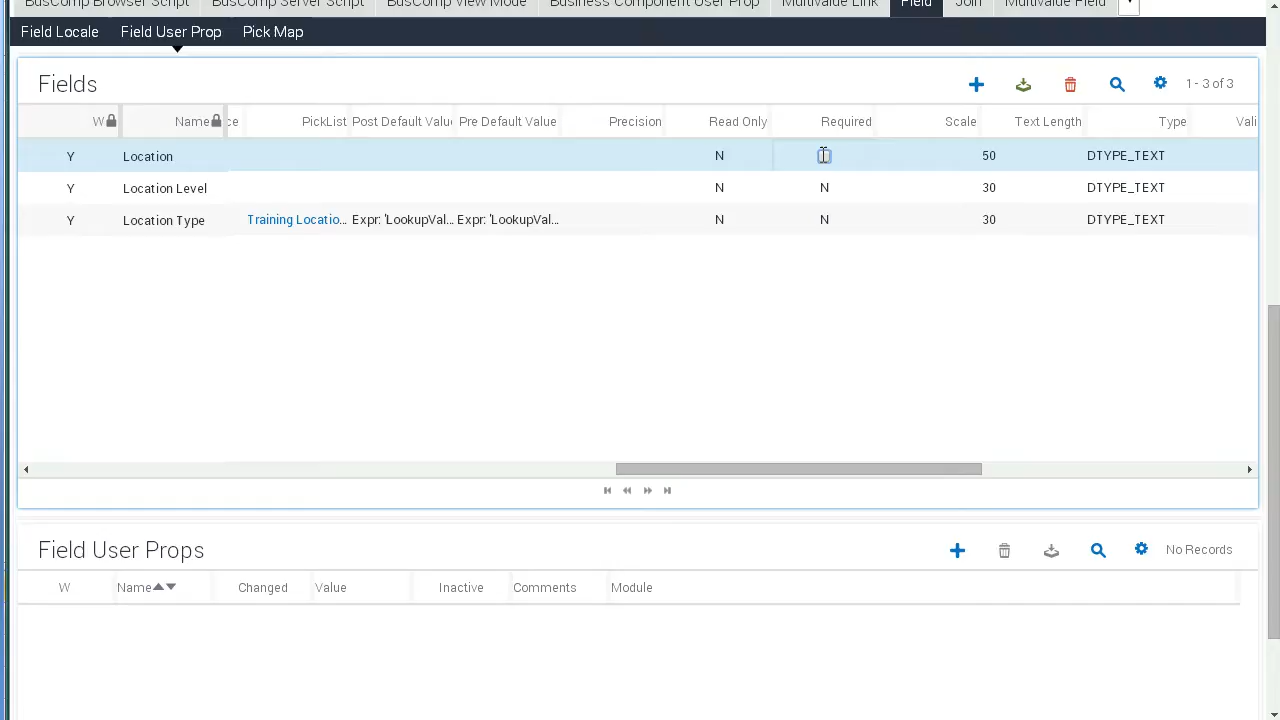 BusComp Browser Script BusComp Server Script BusComp View Mode Business Component User Prop Multivalue Link Field Join Multivalue Field
Field Locale Field User Prop Pick Map
Fields 1 - 3 of 3
W Name ce PickList Post Default Valu Pre Default Value Precision Read Only Required Scale Text Length Type Vali
Y Location N 50 DTYPE_TEXT
Y Location Level N N 30 DTYPE_TEXT
Y Location Type Training Locatio... Expr: 'LookupVal... Expr: 'LookupVal... N N 30 DTYPE_TEXT
Field User Props No Records
W Name Changed Value Inactive Comments Module